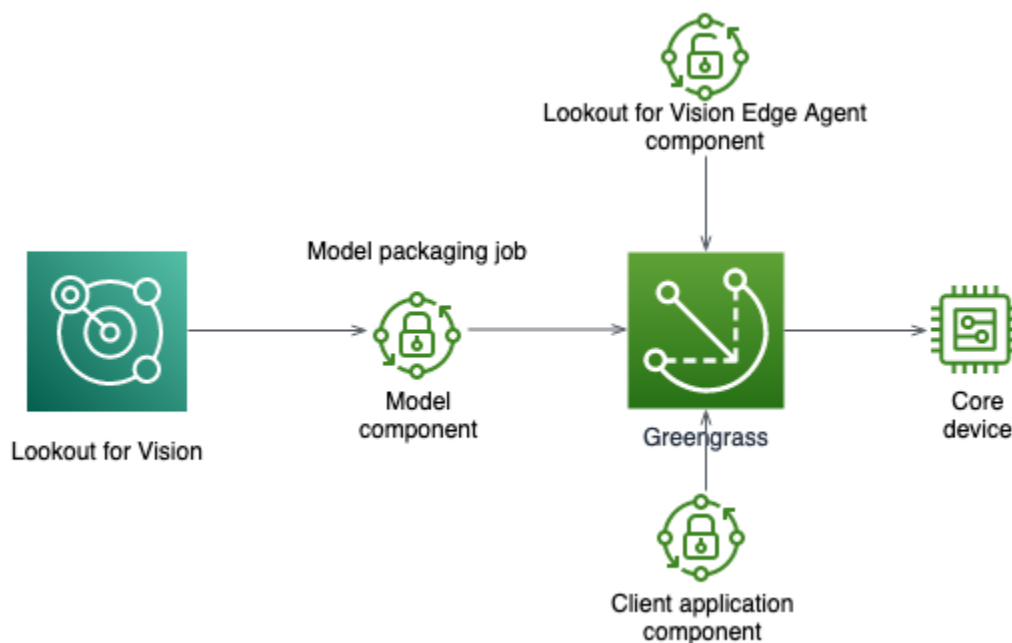 Lookout for Vision Edge Agent
component
Model packaging job
Lookout for Vision
Model
component
Greengrass
Core
device
Client application
component